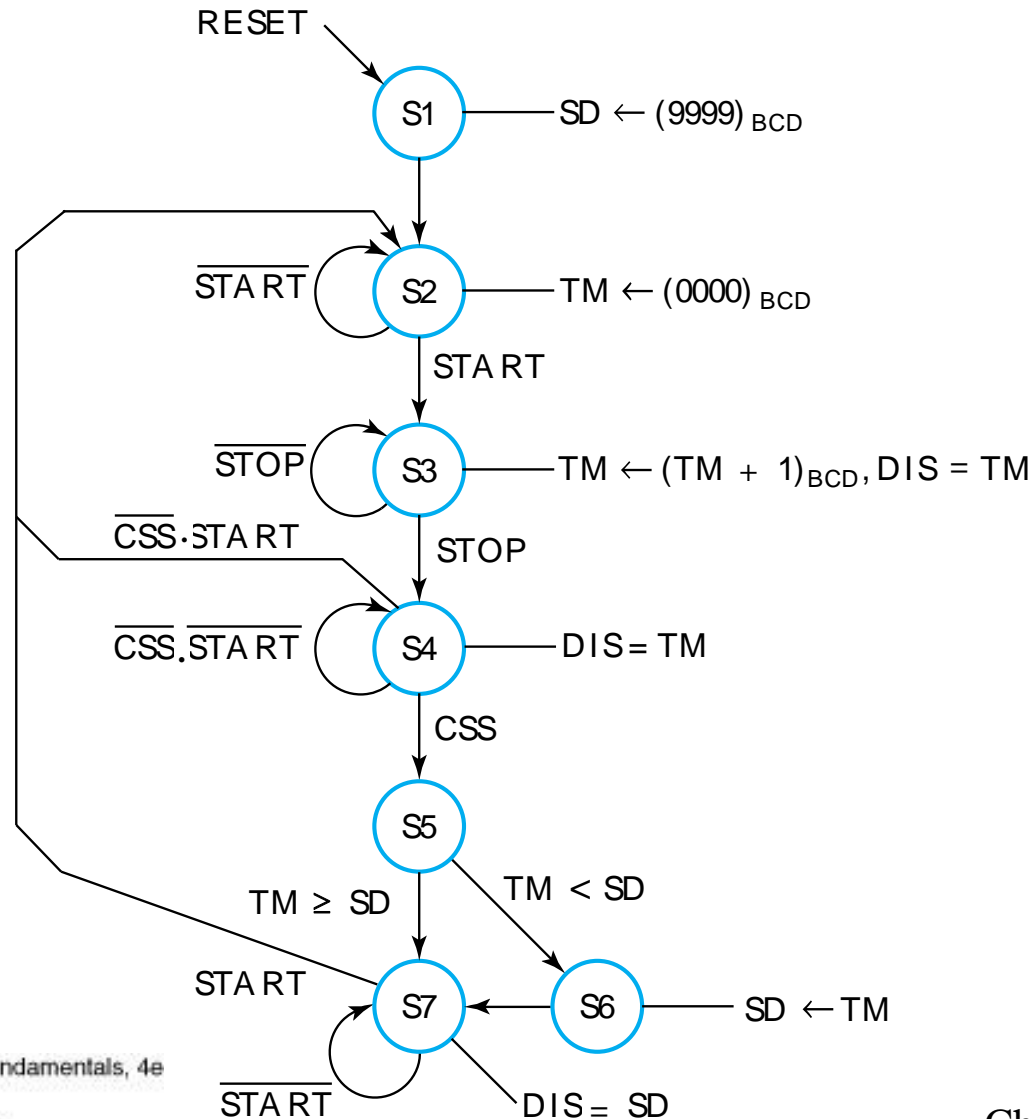 RESET
S1
SD ← (9999) BCD
START
S2
TM ← (0000) BCD
START
STOP
S3
TM ← (TM + 1)BCD, DIS = TM
CSS·START
STOP
CSS.START
S4
DIS = TM
CSS
S5
TM ≥ SD
TM < SD
START
S7
S6
SD ← TM
ndamentals, 4e
START
DIS = SD
Ch